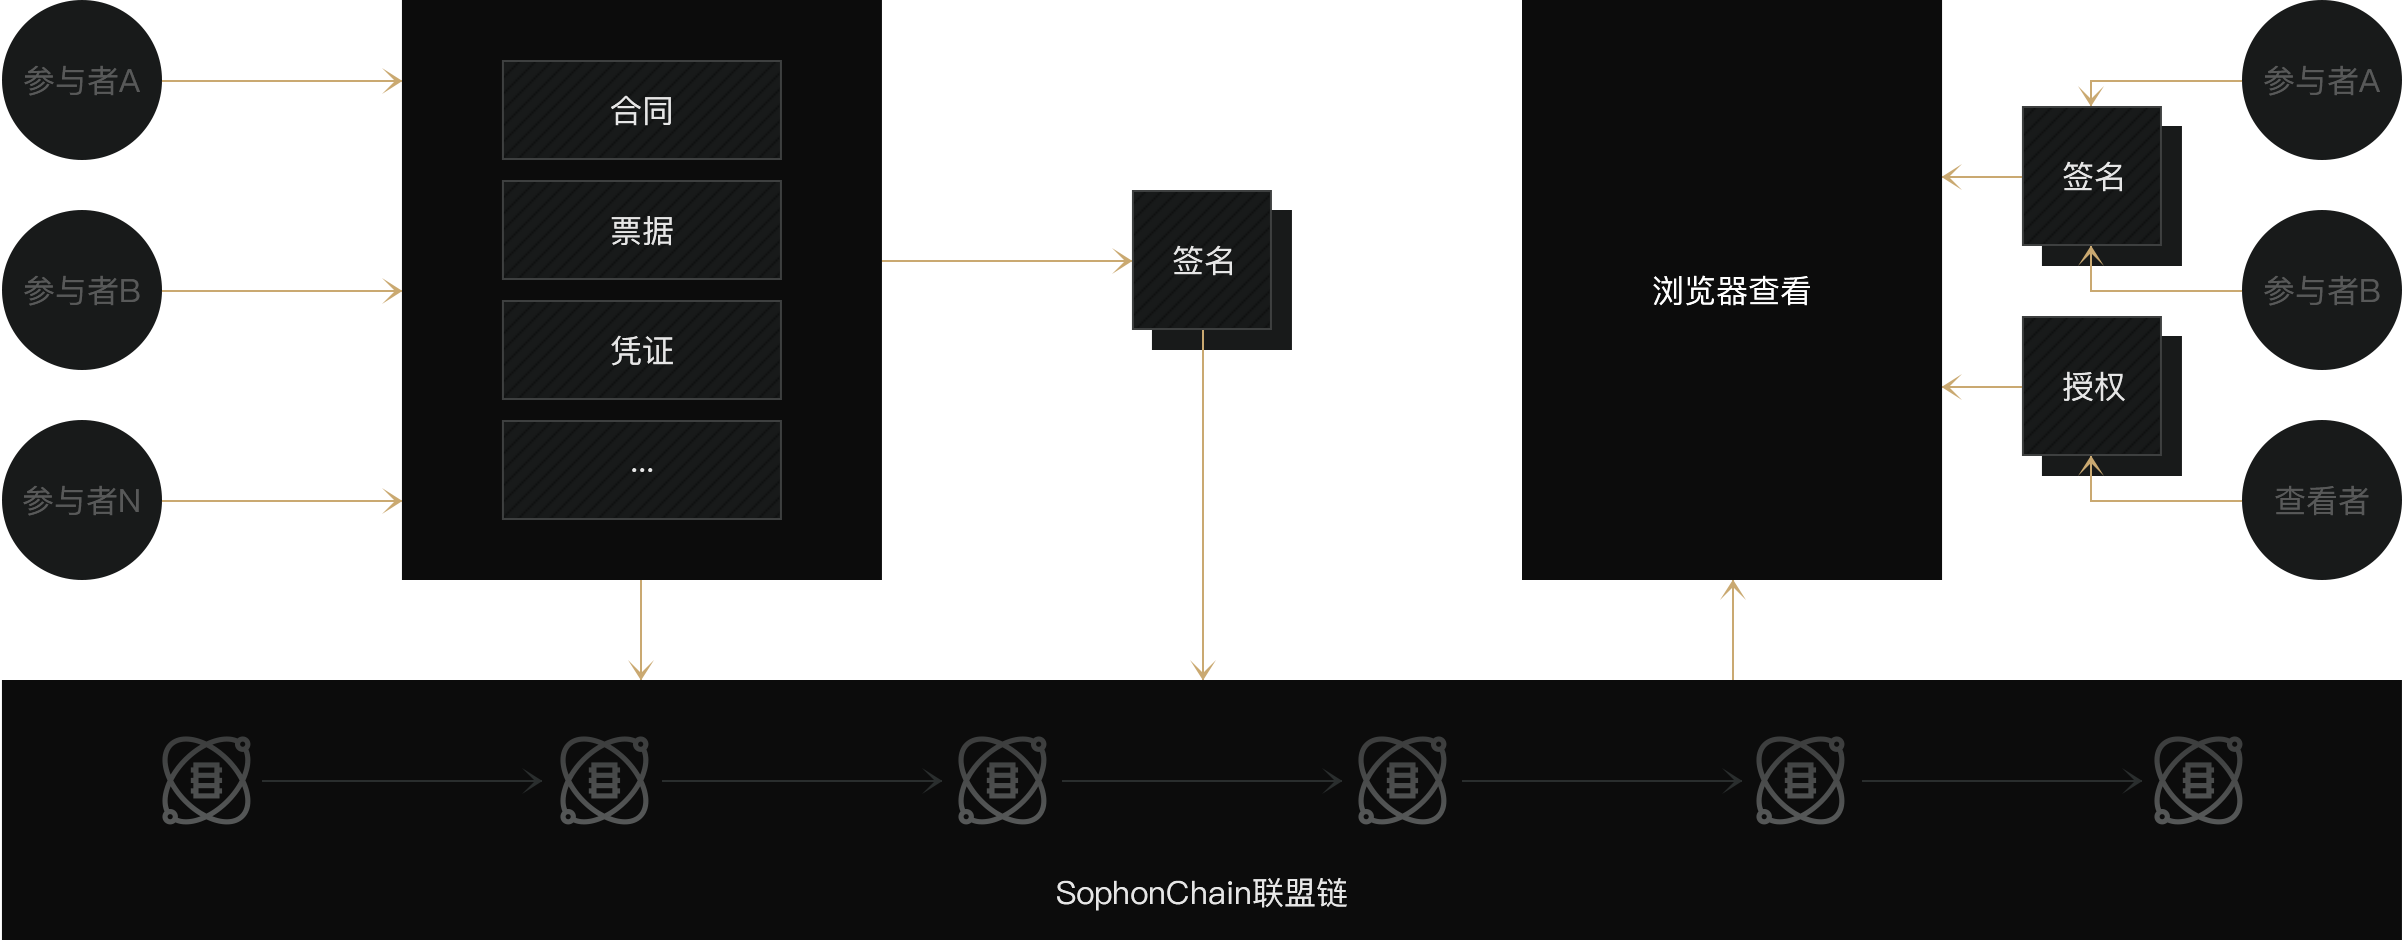 参与者A
参与者B
参与者N
合同
票据
凭证
...
签名
浏览器查看
签名
授权
参与者A
参与者B
查看者
SophonChain联盟链